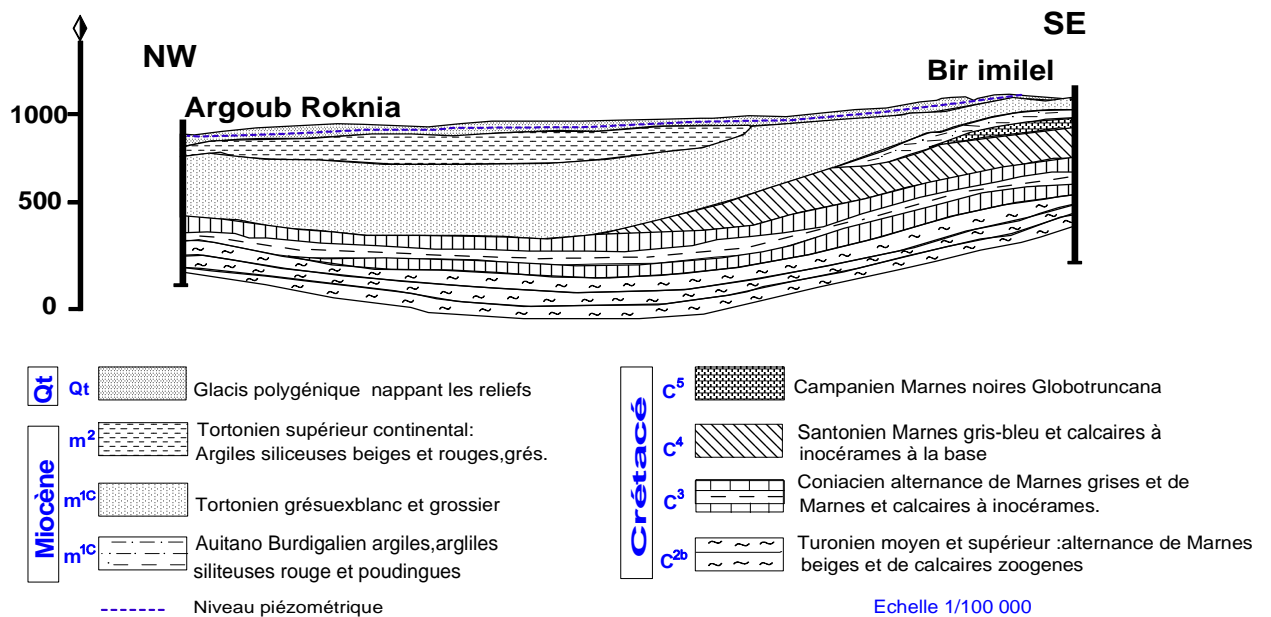 NW
SE
Argoub Roknia
Bir imilel
1000
500
0
Qt
Qt
Glacis polygénique nappant les reliefs
Miocène
m²
Tortonien supérieur continental:
Argiles siliceuses beiges et rouges,grés.
m¹ᶜ
Tortonien grésuexblanc et grossier
m¹ᶜ
Auitano Burdigalien argiles,argliles
siliteuses rouge et poudingues
Niveau piézométrique
Crétacé
C⁵
Campanien Marnes noires Globotruncana
C⁴
Santonien Marnes gris-bleu et calcaires à
inocérames à la base
C³
Coniacien alternance de Marnes grises et de
Marnes et calcaires à inocérames.
C²ᵇ
Turonien moyen et supérieur :alternance de Marnes
beiges et de calcaires zoogenes
Echelle 1/100 000